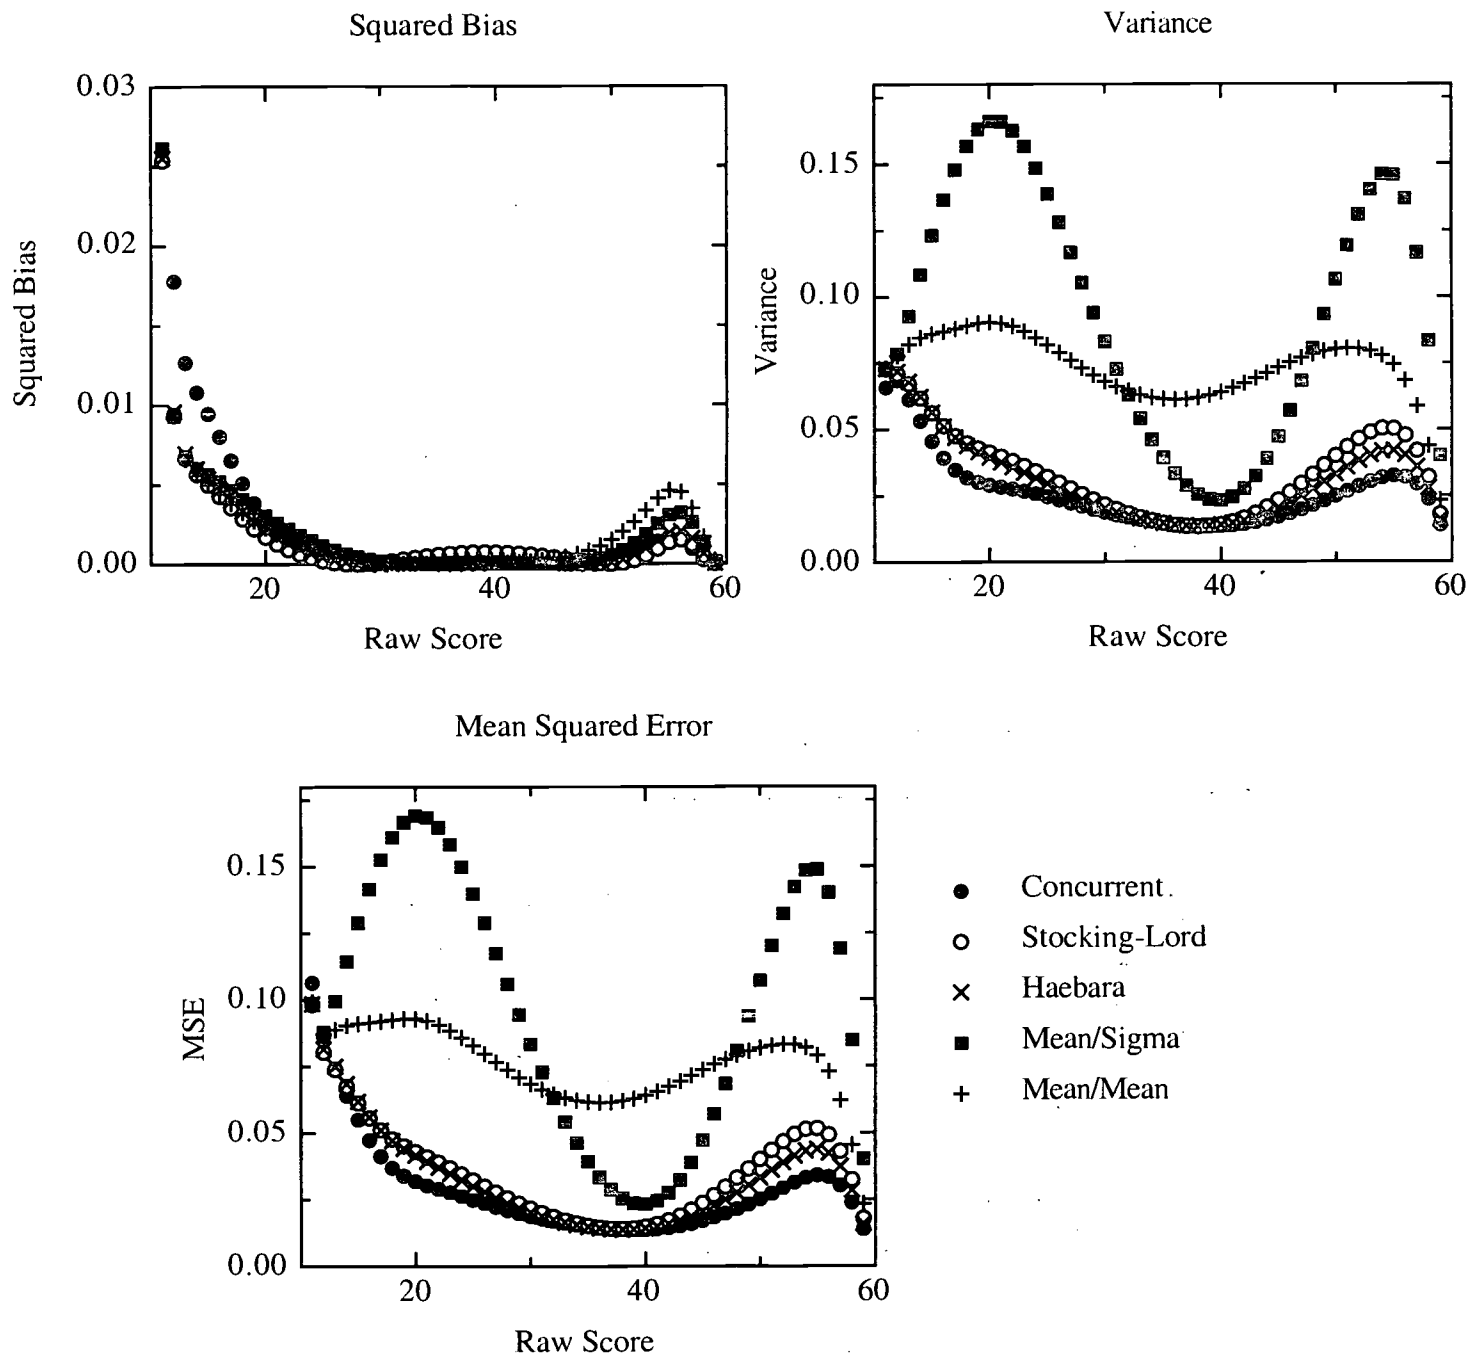 Squared Bias
Variance
0.03
0.02
0.01
0.00
20
40
60
Squared Bias
Raw Score
0.15
0.10
0.05
0.00
20
40
60
Variance
Raw Score
Mean Squared Error
0.15
0.10
0.05
0.00
20
40
60
MSE
Raw Score
Concurrent
Stocking-Lord
Haebara
Mean/Sigma
Mean/Mean